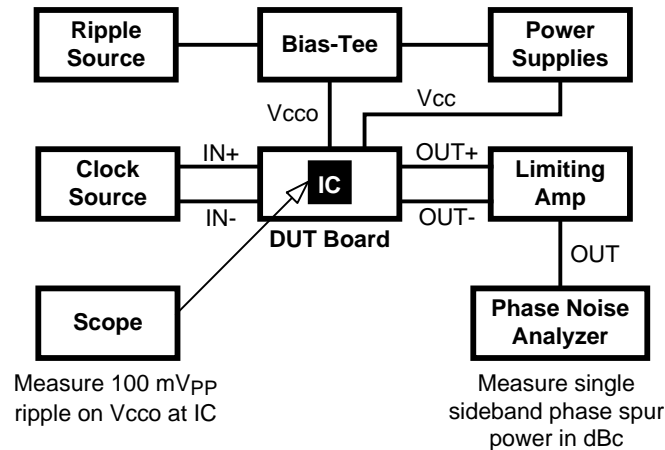 Ripple
Source
Bias-Tee
Power
Supplies
Vcco
Vcc
Clock
Source
IN+
IN-
IC
DUT Board
OUT+
OUT-
Limiting
Amp
OUT
Scope
Phase Noise
Analyzer
Measure 100 mVPP
ripple on Vcco at IC
Measure single
sideband phase spur
power in dBc